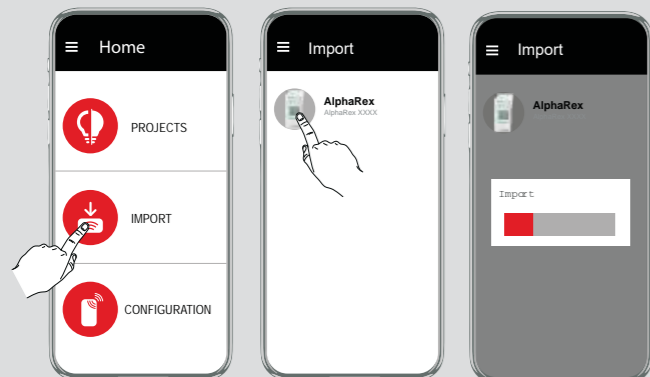 Home
PROJECTS
IMPORT
CONFIGURATION
Import
AlphaRex
AlphaRex XXXX
Import
AlphaRex
Import